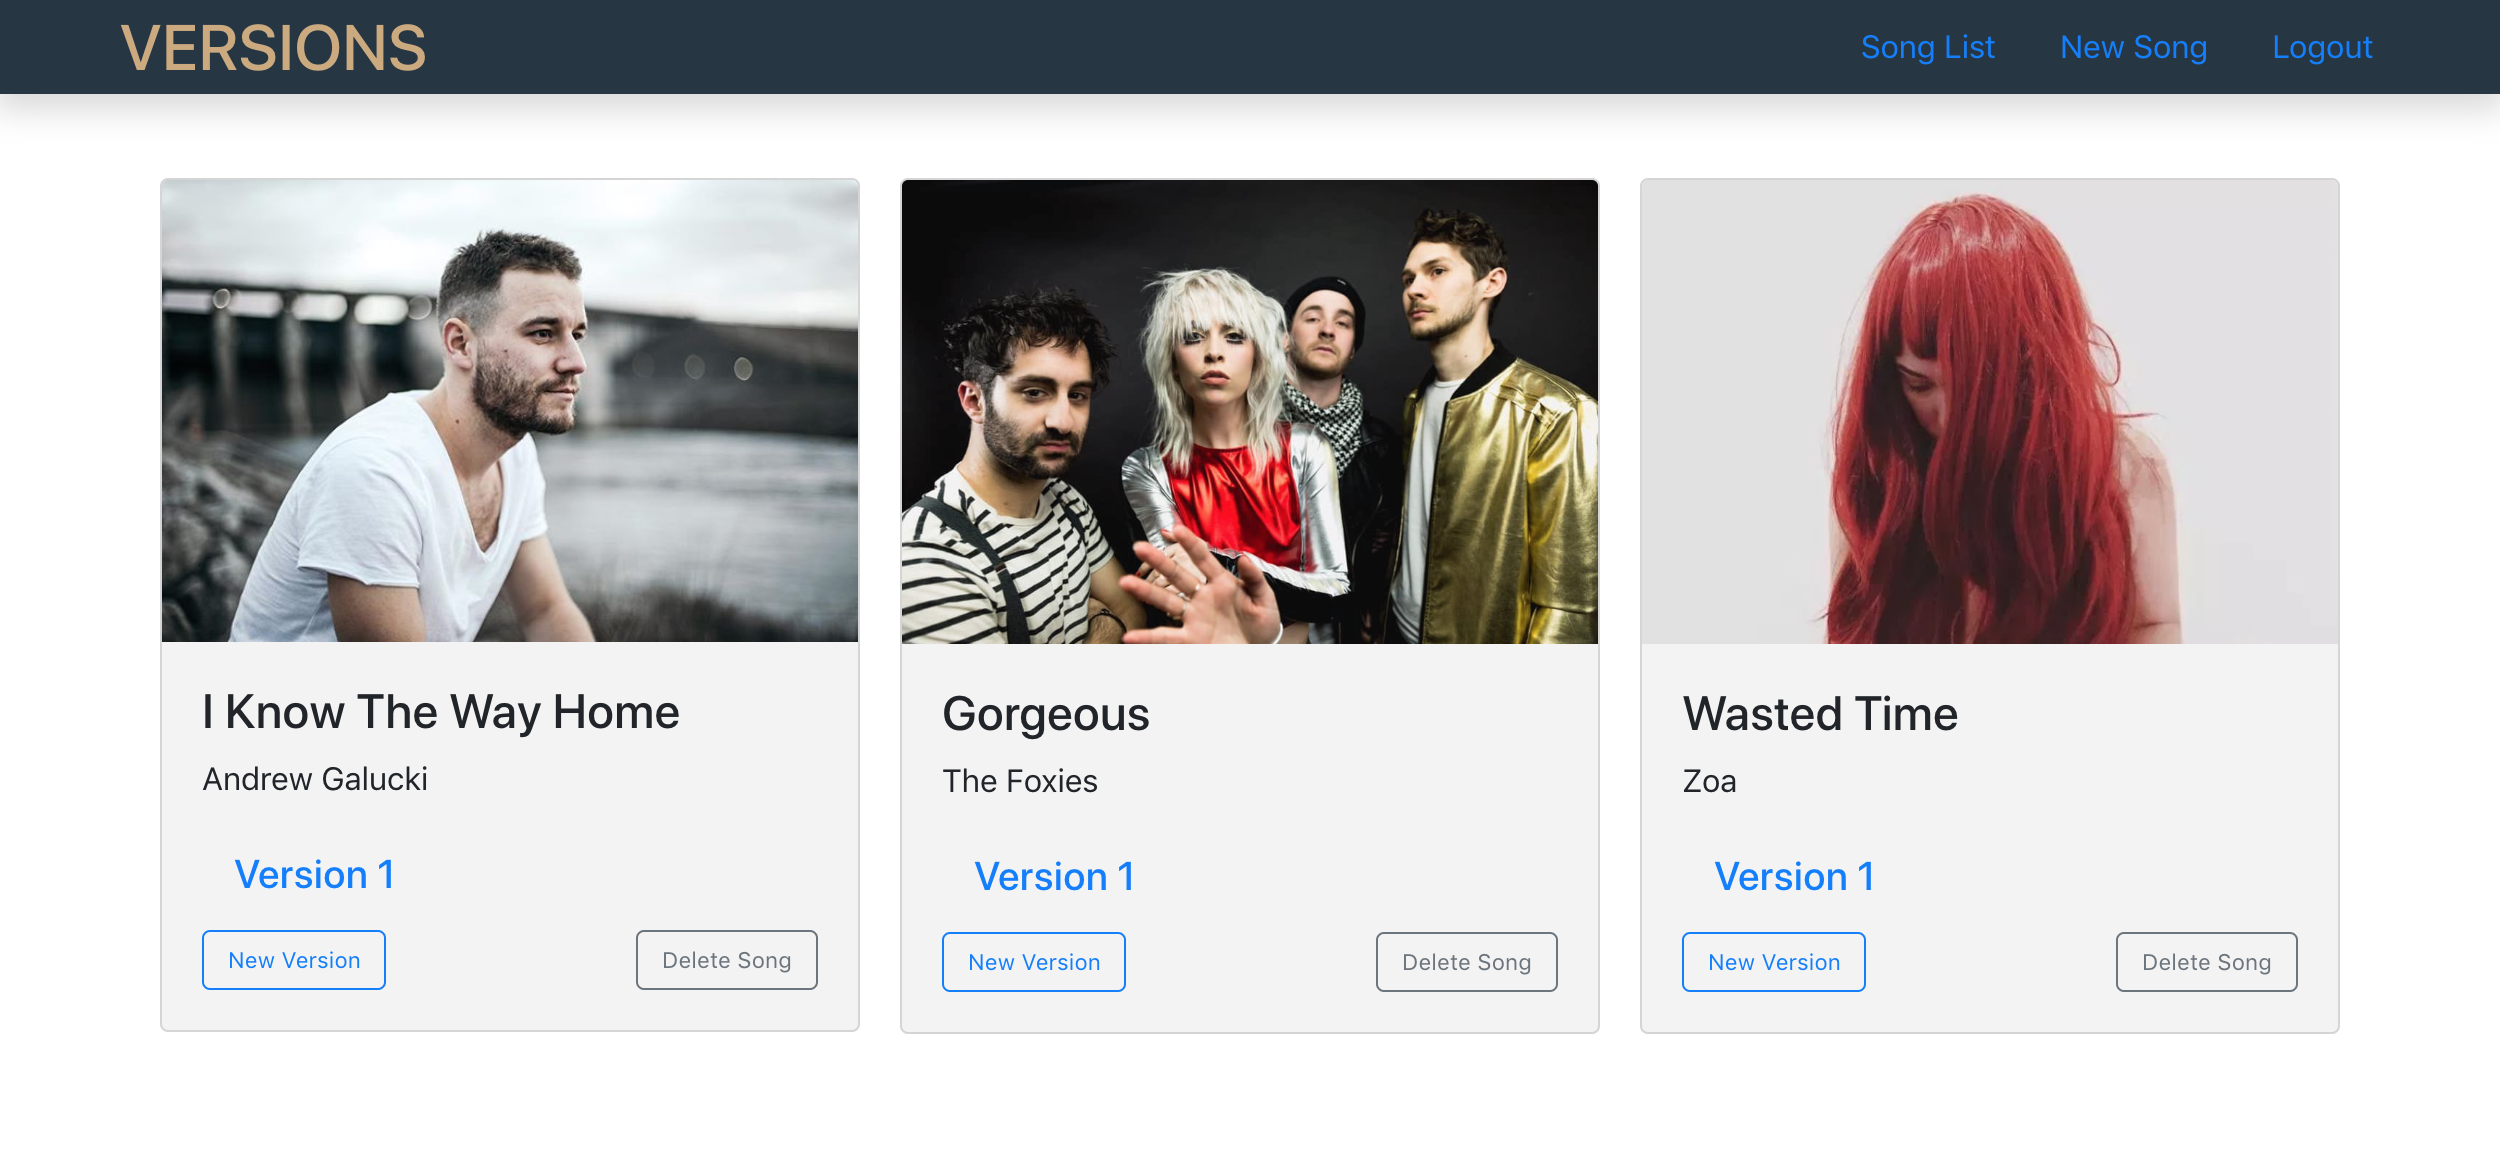 VERSIONS
Song List
New Song
Logout
I Know The Way Home
Andrew Galucki
Version 1
New Version
Delete Song
Gorgeous
The Foxies
Version 1
New Version
Delete Song
Wasted Time
Zoa
Version 1
New Version
Delete Song